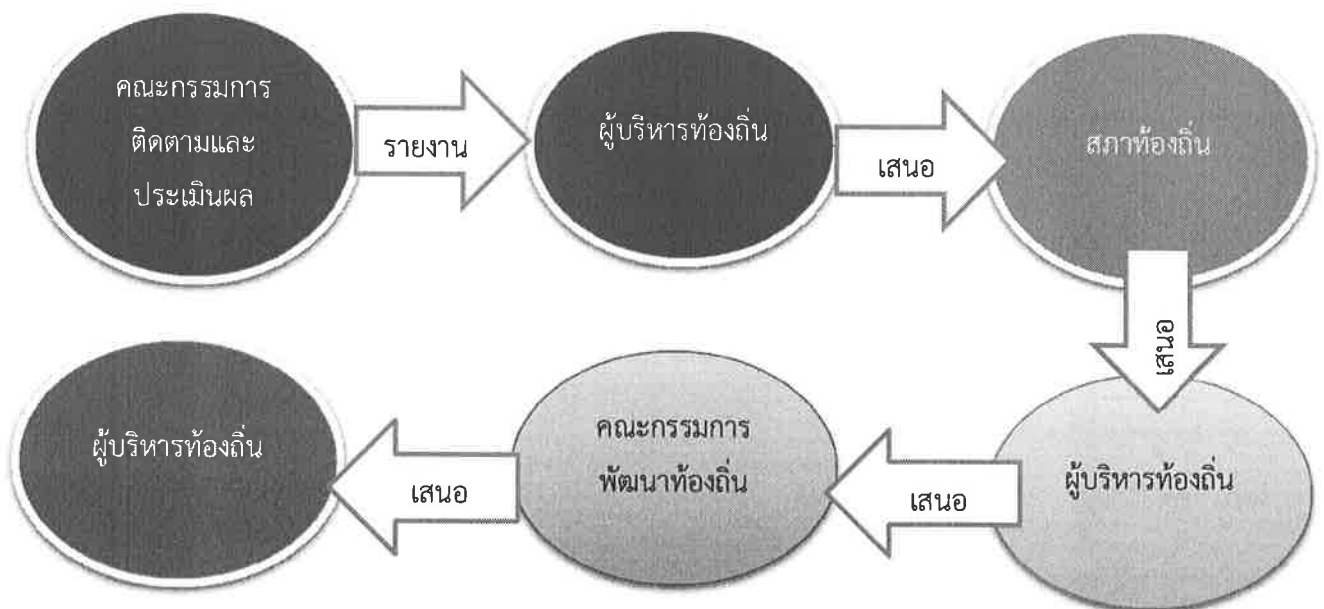 คณะกรรมการ
ติดตามและ
ประเมินผล
รายงาน
ผู้บริหารท้องถิ่น
เสนอ
สภาท้องถิ่น
เสนอ
ผู้บริหารท้องถิ่น
เสนอ
คณะกรรมการ
พัฒนาท้องถิ่น
เสนอ
ผู้บริหารท้องถิ่น